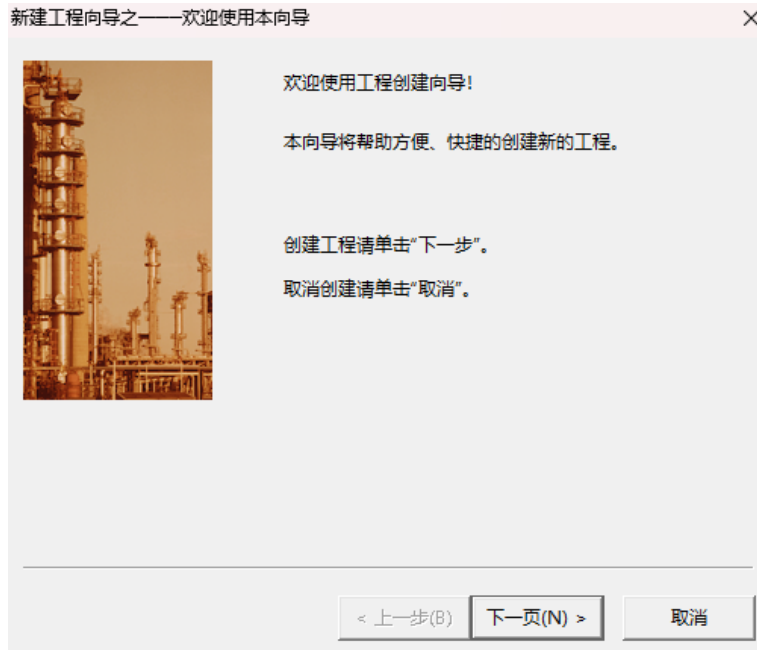 新建工程向导之一——欢迎使用本向导
欢迎使用工程创建向导!
本向导将帮助方便、快捷的创建新的工程。
创建工程请单击“下一步”。
取消创建请单击“取消”。
< 上一步(B)
下一页(N) >
取消